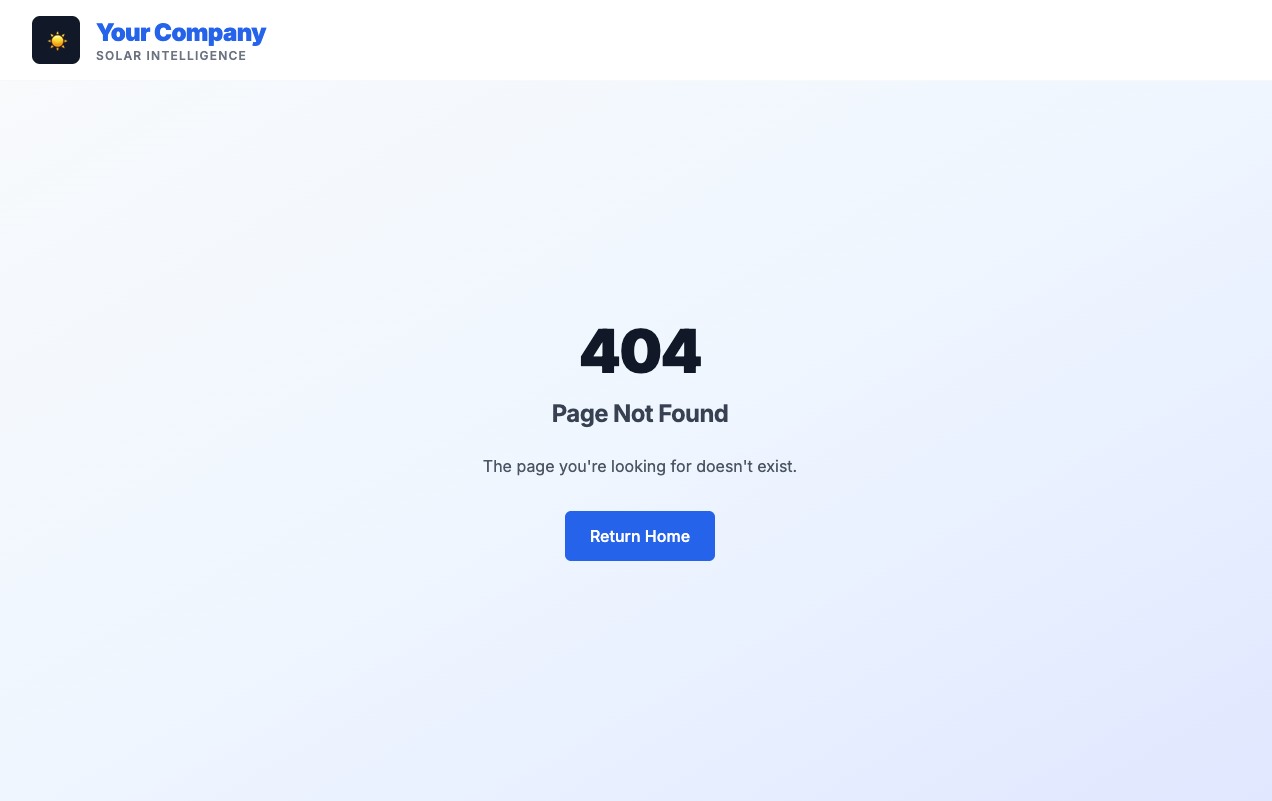 Your Company
SOLAR INTELLIGENCE
404
Page Not Found
The page you're looking for doesn't exist.
Return Home